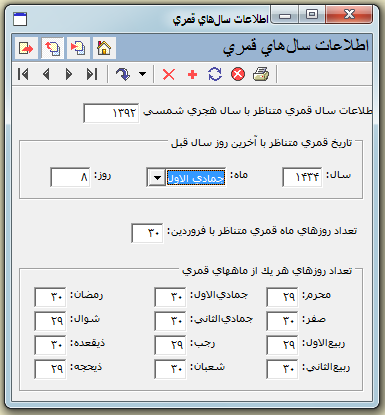 اطلاعات سال‌هاي قمري
اطلاعات سال‌هاي قمري
طلاعات سال قمري متناظر با سال هجري شمسي ۱۳۹۲
تاريخ قمري متناظر با آخرين روز سال قبل
سال: ۱۴۳۴ ماه: جمادي الاول روز: ۸
تعداد روزهاي ماه قمري متناظر با فروردين: ۳۰
تعداد روزهاي هر يك از ماههاي قمري
محرم: ۲۹ جمادي‌الاول: ۳۰ رمضان: ۳۰
صفر: ۳۰ جمادي‌الثاني: ۳۰ شوال: ۲۹
ربيع‌الاول: ۲۹ رجب: ۲۹ ذيقعده: ۳۰
ربيع‌الثاني: ۳۰ شعبان: ۳۰ ذيحجه: ۲۹